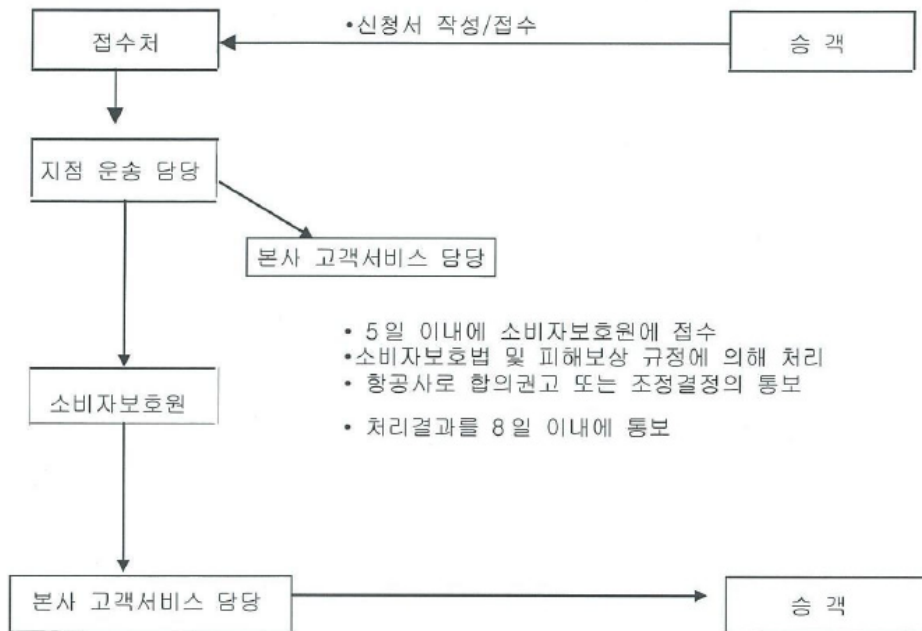 •신청서 작성/접수
접수처
승 객
지점 운송 담당
본사 고객서비스 담당
• 5일 이내에 소비자보호원에 접수
•소비자보호법 및 피해보상 규정에 의해 처리
• 항공사로 합의권고 또는 조정결정의 통보
소비자보호원
• 처리결과를 8일 이내에 통보
본사 고객서비스 담당
승 객